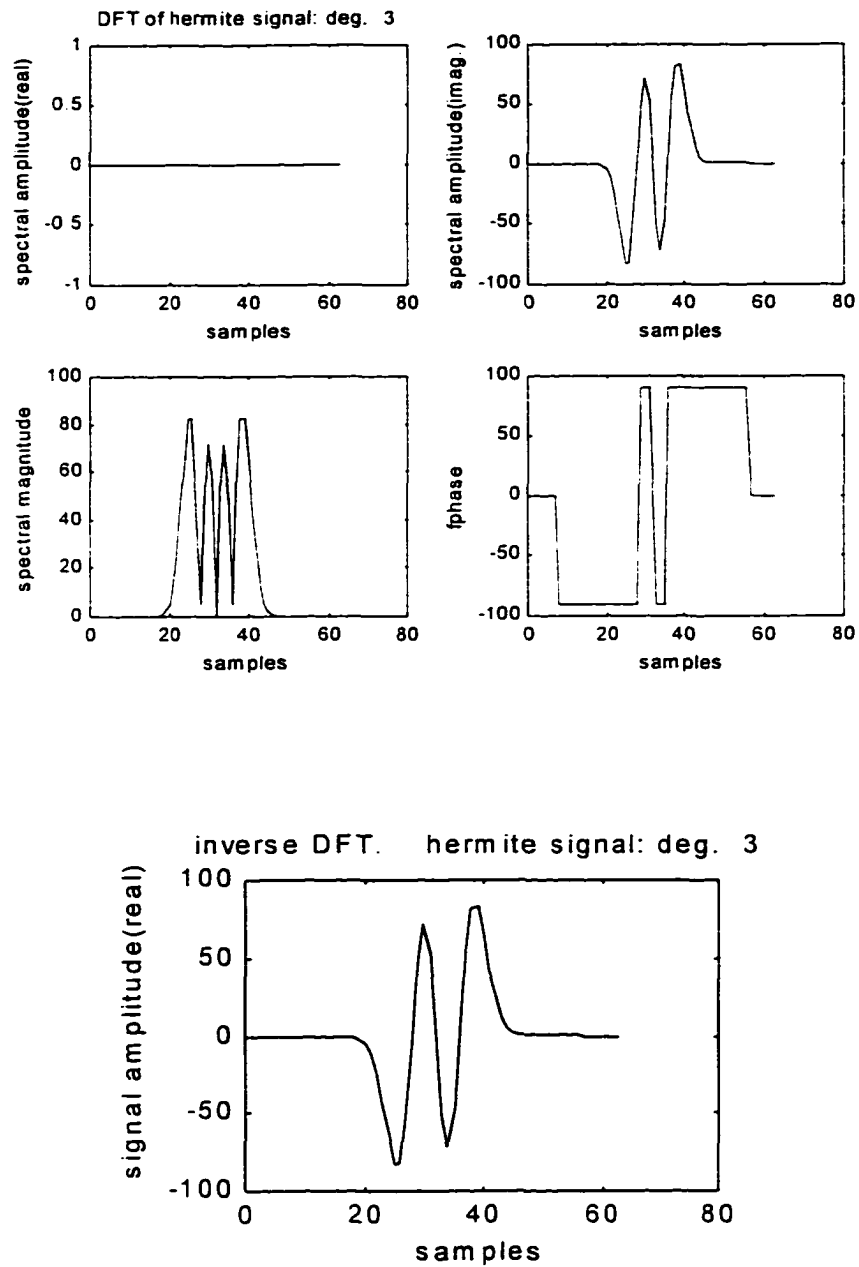 DFT of hermite signal: deg. 3
spectral amplitude(real)
1
0.5
0
-0.5
-1
0 20 40 60 80
samples
spectral amplitude(imag.)
100
50
0
-50
-100
0 20 40 60 80
samples
spectral magnitude
100
80
60
40
20
0
0 20 40 60 80
samples
fphase
100
50
0
-50
-100
0 20 40 60 80
samples
inverse DFT. hermite signal: deg. 3
signal amplitude(real)
100
50
0
-50
-100
0 20 40 60 80
samples